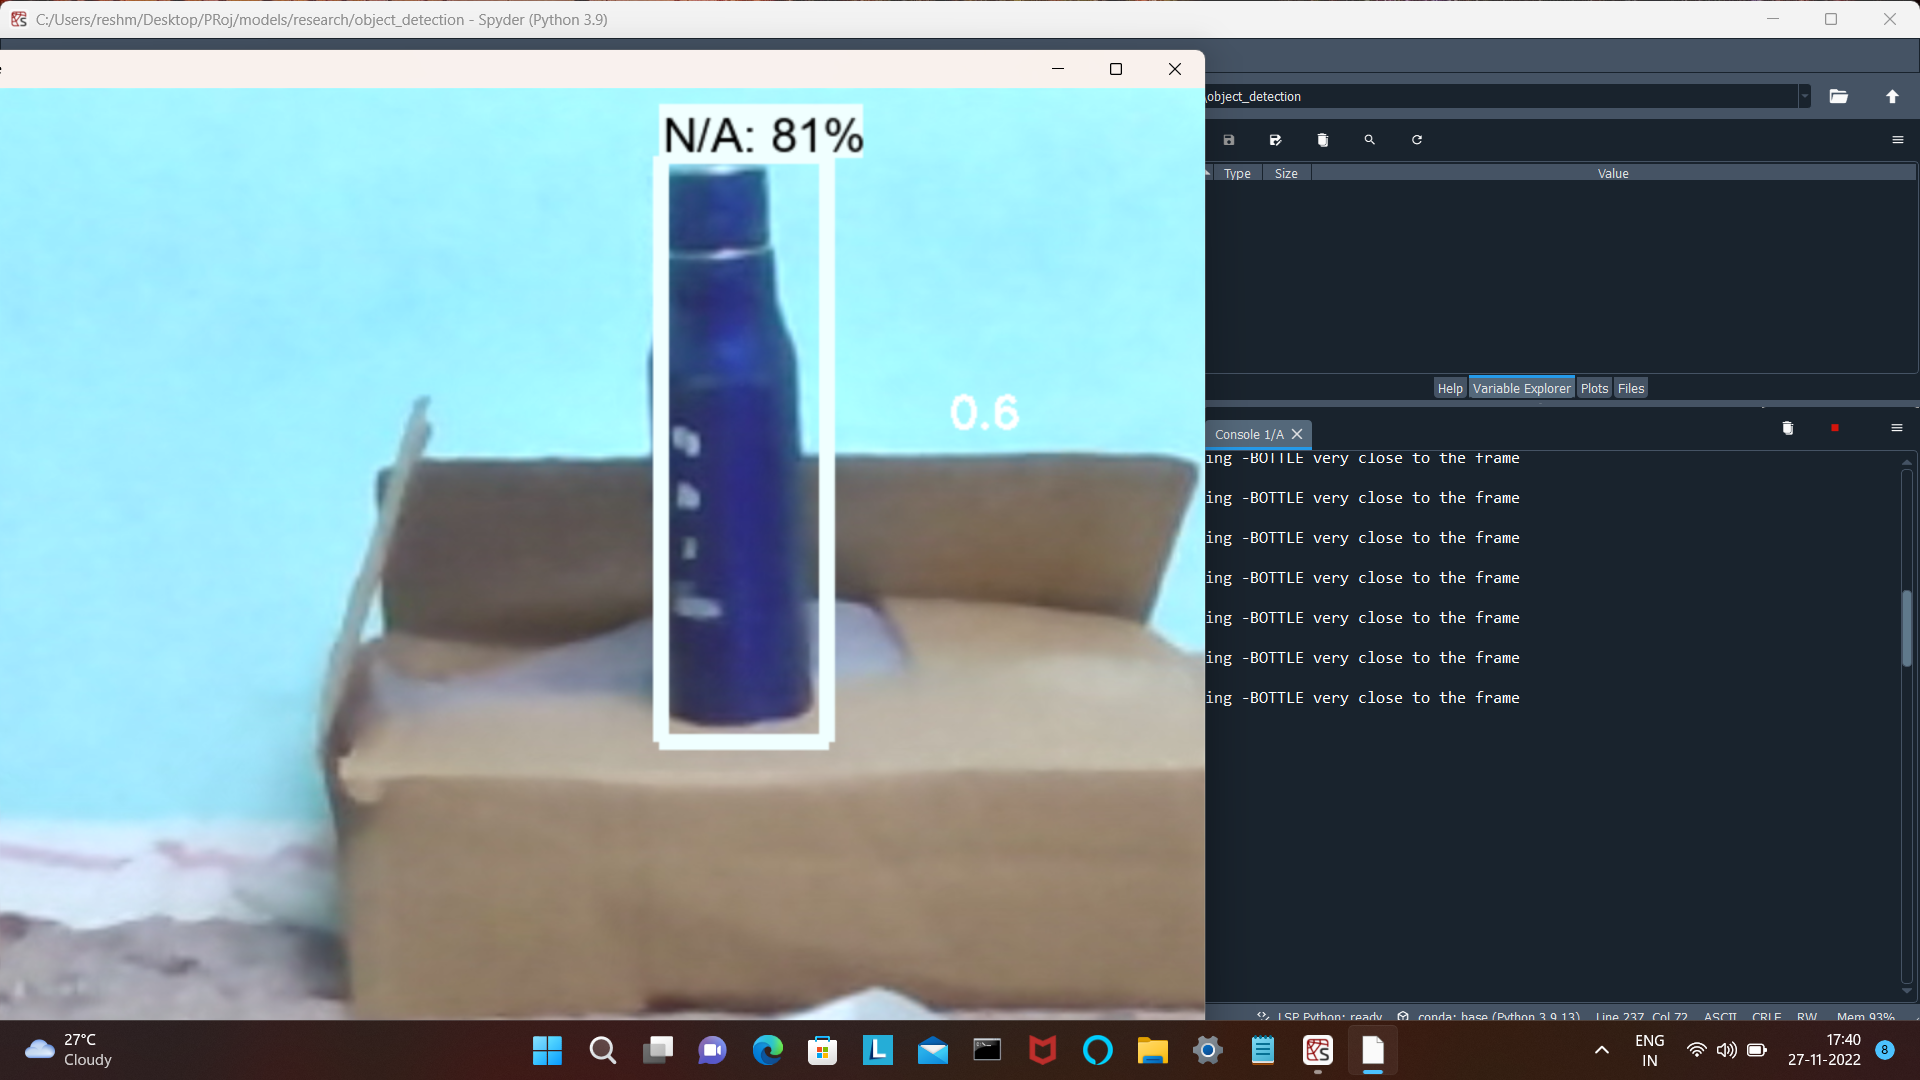 C:/Users/reshm/Desktop/PRoj/models/research/object_detection - Spyder (Python 3.9)
N/A: 81%
0.6
\object_detection
Type Size Value
Help Variable Explorer Plots Files
Console 1/A
ing -BOTTLE very close to the frame
ing -BOTTLE very close to the frame
ing -BOTTLE very close to the frame
ing -BOTTLE very close to the frame
ing -BOTTLE very close to the frame
ing -BOTTLE very close to the frame
ing -BOTTLE very close to the frame
LSP Python: ready conda: base (Python 3.9.13) Line 237, Col 72 ASCII CRLF RW Mem 93%
27°C
Cloudy
ENG
IN
17:40
27-11-2022
8